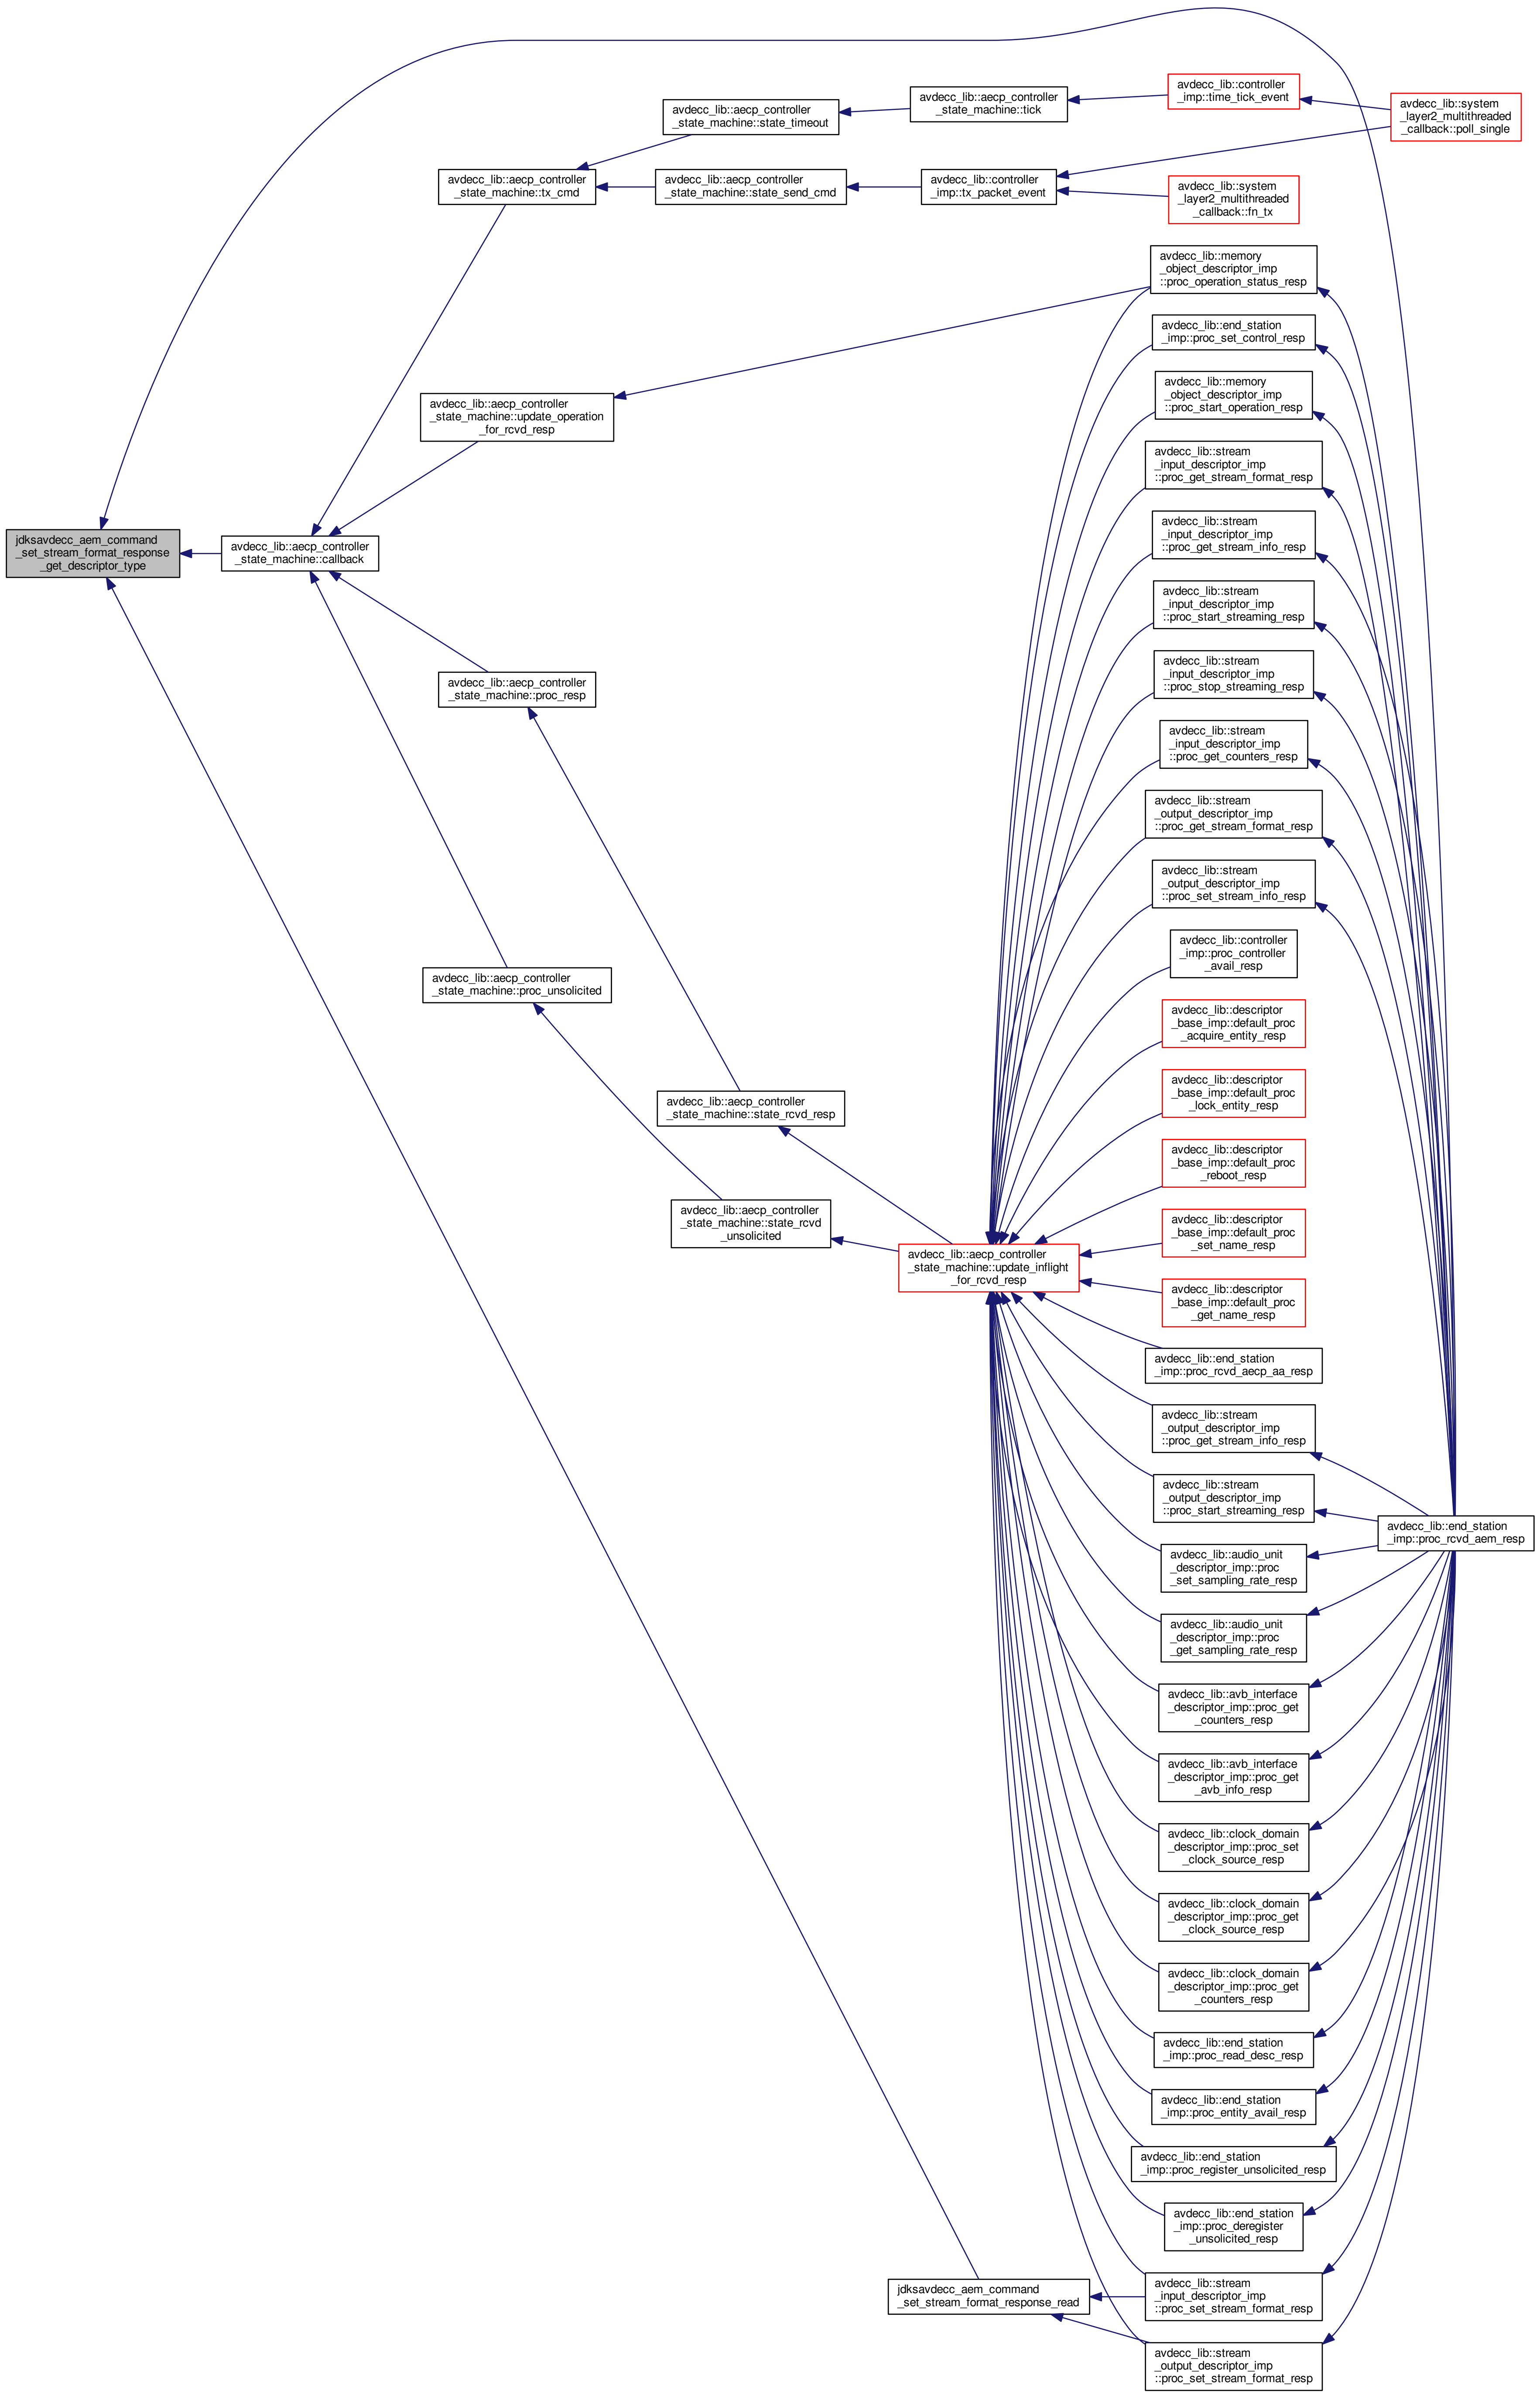 avdecc_lib::controller
_imp::time_tick_event
avdecc_lib::aecp_controller
_state_machine::tick
avdecc_lib::system
_layer2_multithreaded
_callback::poll_single
avdecc_lib::aecp_controller
_state_machine::state_timeout
avdecc_lib::aecp_controller
_state_machine::tx_cmd
avdecc_lib::aecp_controller
_state_machine::state_send_cmd
avdecc_lib::controller
_imp::tx_packet_event
avdecc_lib::system
_layer2_multithreaded
_callback::fn_tx
avdecc_lib::memory
_object_descriptor_imp
::proc_operation_status_resp
avdecc_lib::end_station
_imp::proc_set_control_resp
avdecc_lib::memory
_object_descriptor_imp
::proc_start_operation_resp
avdecc_lib::aecp_controller
_state_machine::update_operation
_for_rcvd_resp
avdecc_lib::stream
_input_descriptor_imp
::proc_get_stream_format_resp
jdksavdecc_aem_command
_set_stream_format_response
_get_descriptor_type
avdecc_lib::aecp_controller
_state_machine::callback
avdecc_lib::stream
_input_descriptor_imp
::proc_get_stream_info_resp
avdecc_lib::stream
_input_descriptor_imp
::proc_start_streaming_resp
avdecc_lib::stream
_input_descriptor_imp
::proc_stop_streaming_resp
avdecc_lib::aecp_controller
_state_machine::proc_resp
avdecc_lib::stream
_input_descriptor_imp
::proc_get_counters_resp
avdecc_lib::stream
_output_descriptor_imp
::proc_get_stream_format_resp
avdecc_lib::stream
_output_descriptor_imp
::proc_set_stream_info_resp
avdecc_lib::controller
_imp::proc_controller
_avail_resp
avdecc_lib::aecp_controller
_state_machine::proc_unsolicited
avdecc_lib::descriptor
_base_imp::default_proc
_acquire_entity_resp
avdecc_lib::descriptor
_base_imp::default_proc
_lock_entity_resp
avdecc_lib::aecp_controller
_state_machine::state_rcvd_resp
avdecc_lib::descriptor
_base_imp::default_proc
_reboot_resp
avdecc_lib::aecp_controller
_state_machine::state_rcvd
_unsolicited
avdecc_lib::descriptor
_base_imp::default_proc
_set_name_resp
avdecc_lib::aecp_controller
_state_machine::update_inflight
_for_rcvd_resp
avdecc_lib::descriptor
_base_imp::default_proc
_get_name_resp
avdecc_lib::end_station
_imp::proc_rcvd_aecp_aa_resp
avdecc_lib::stream
_output_descriptor_imp
::proc_get_stream_info_resp
avdecc_lib::stream
_output_descriptor_imp
::proc_start_streaming_resp
avdecc_lib::end_station
_imp::proc_rcvd_aem_resp
avdecc_lib::audio_unit
_descriptor_imp::proc
_set_sampling_rate_resp
avdecc_lib::audio_unit
_descriptor_imp::proc
_get_sampling_rate_resp
avdecc_lib::avb_interface
_descriptor_imp::proc_get
_counters_resp
avdecc_lib::avb_interface
_descriptor_imp::proc_get
_avb_info_resp
avdecc_lib::clock_domain
_descriptor_imp::proc_set
_clock_source_resp
avdecc_lib::clock_domain
_descriptor_imp::proc_get
_clock_source_resp
avdecc_lib::clock_domain
_descriptor_imp::proc_get
_counters_resp
avdecc_lib::end_station
_imp::proc_read_desc_resp
avdecc_lib::end_station
_imp::proc_entity_avail_resp
avdecc_lib::end_station
_imp::proc_register_unsolicited_resp
avdecc_lib::end_station
_imp::proc_deregister
_unsolicited_resp
jdksavdecc_aem_command
_set_stream_format_response_read
avdecc_lib::stream
_input_descriptor_imp
::proc_set_stream_format_resp
avdecc_lib::stream
_output_descriptor_imp
::proc_set_stream_format_resp